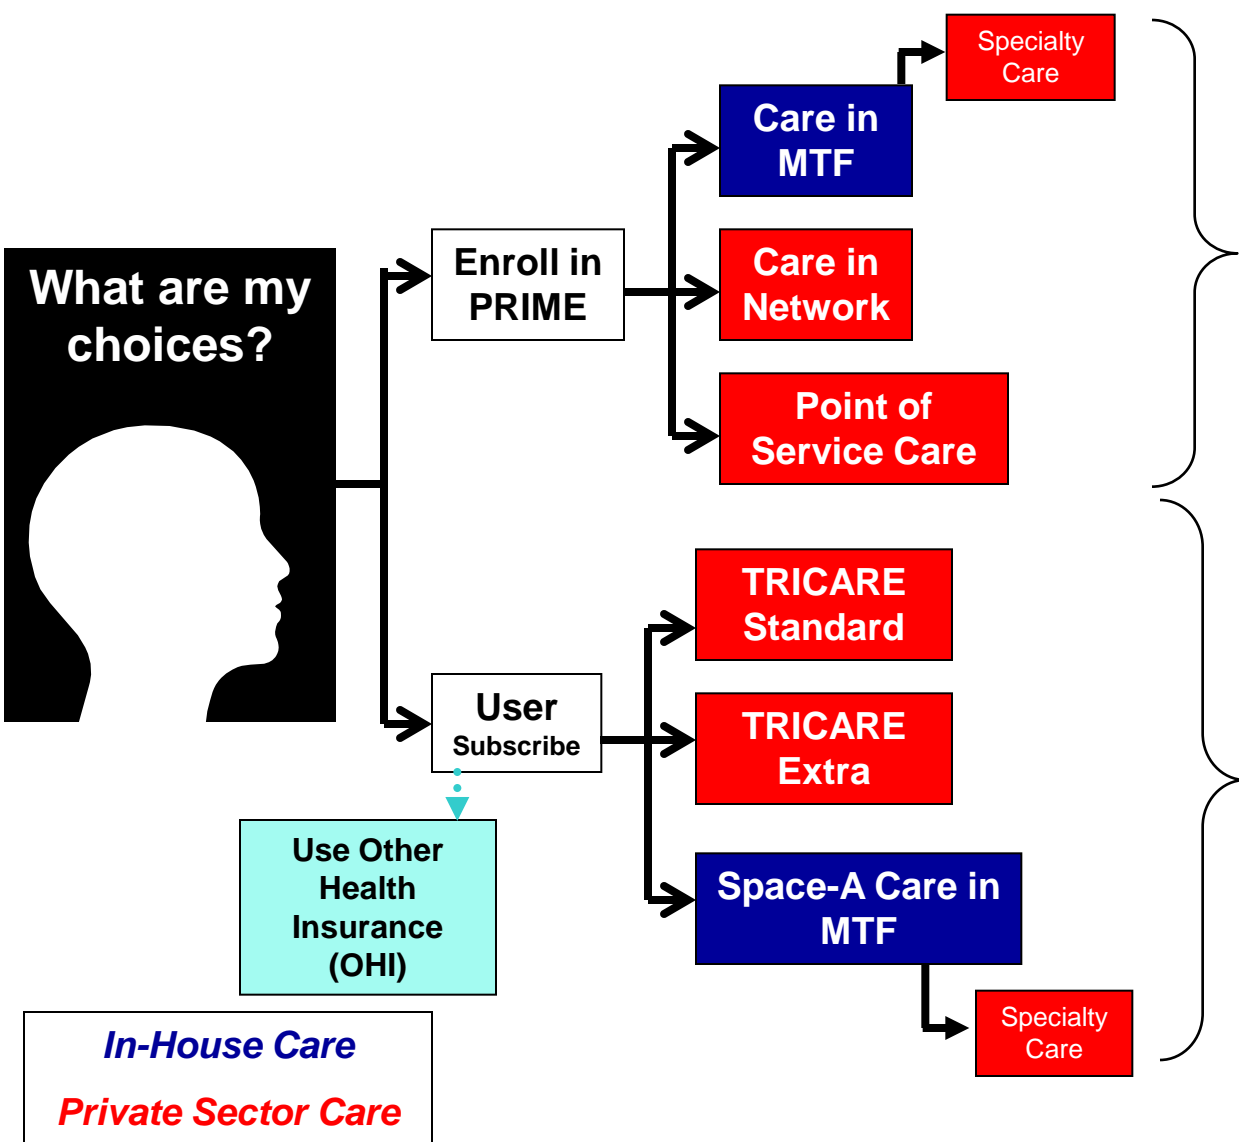 What are my
choices?
Enroll in
PRIME
Care in
MTF
Specialty
Care
Care in
Network
Point of
Service Care
User
Subscribe
TRICARE
Standard
TRICARE
Extra
Space-A Care in
MTF
Specialty
Care
Use Other
Health
Insurance
(OHI)
In-House Care
Private Sector Care